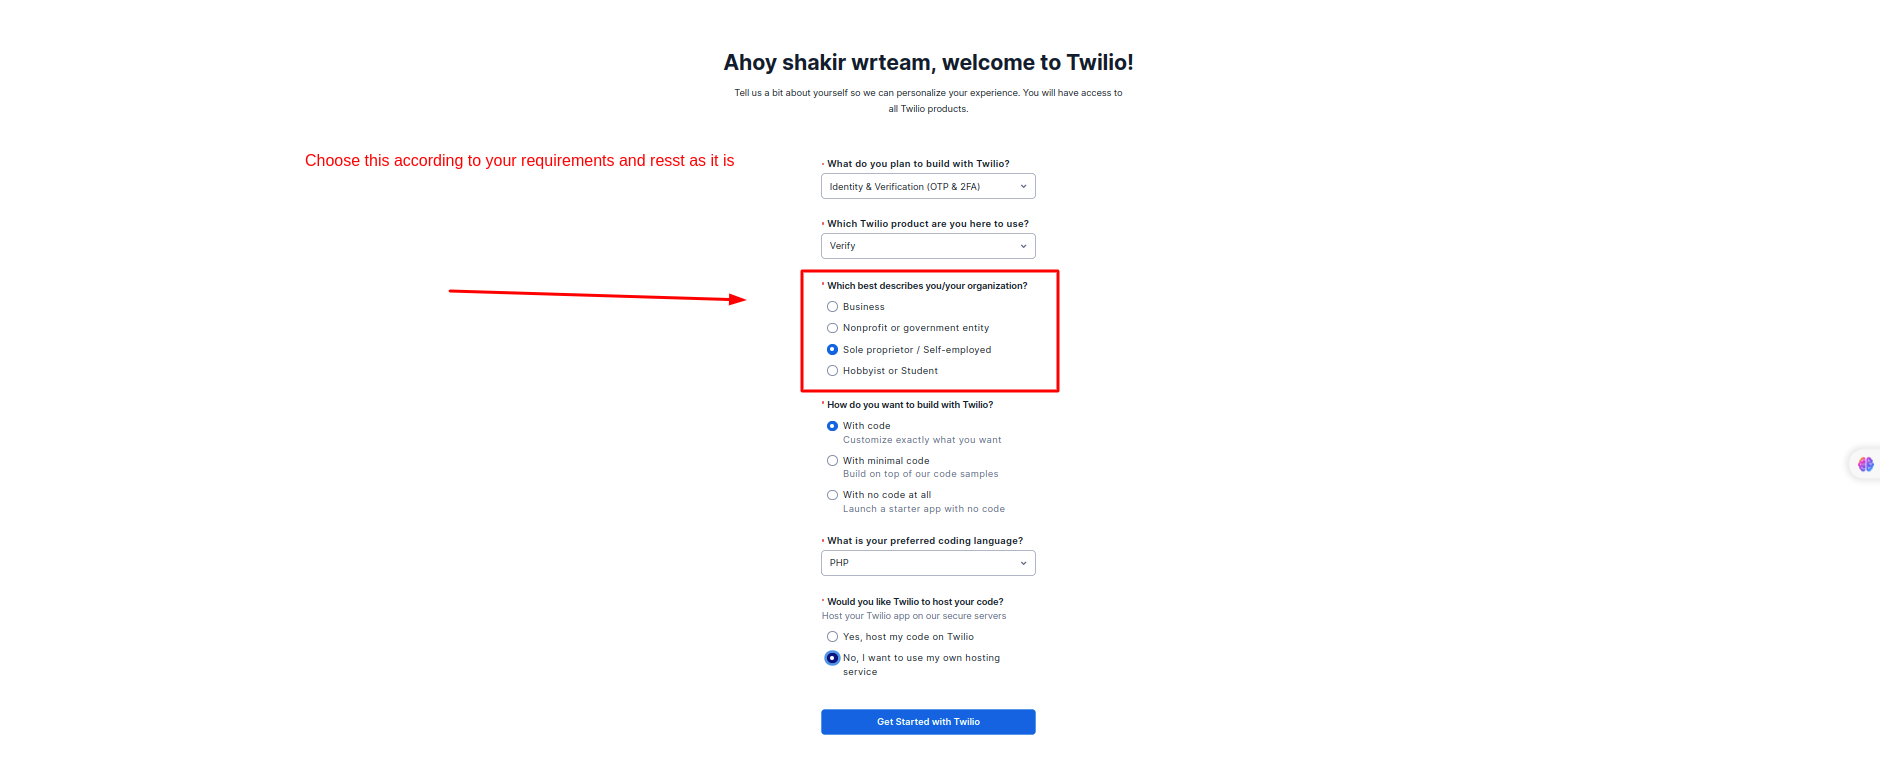 Ahoy shakir wrteam, welcome to Twilio!
Tell us a bit about yourself so we can personalize your experience. You will have access to
all Twilio products.
Choose this according to your requirements and resst as it is
* What do you plan to build with Twilio?
Identity & Verification (OTP & 2FA)
* Which Twilio product are you here to use?
Verify
* Which best describes you/your organization?
Business
Nonprofit or government entity
Sole proprietor / Self-employed
Hobbyist or Student
* How do you want to build with Twilio?
With code
Customize exactly what you want
With minimal code
Build on top of our code samples
With no code at all
Launch a starter app with no code
* What is your preferred coding language?
PHP
* Would you like Twilio to host your code?
Host your Twilio app on our secure servers
Yes, host my code on Twilio
No, I want to use my own hosting
service
Get Started with Twilio